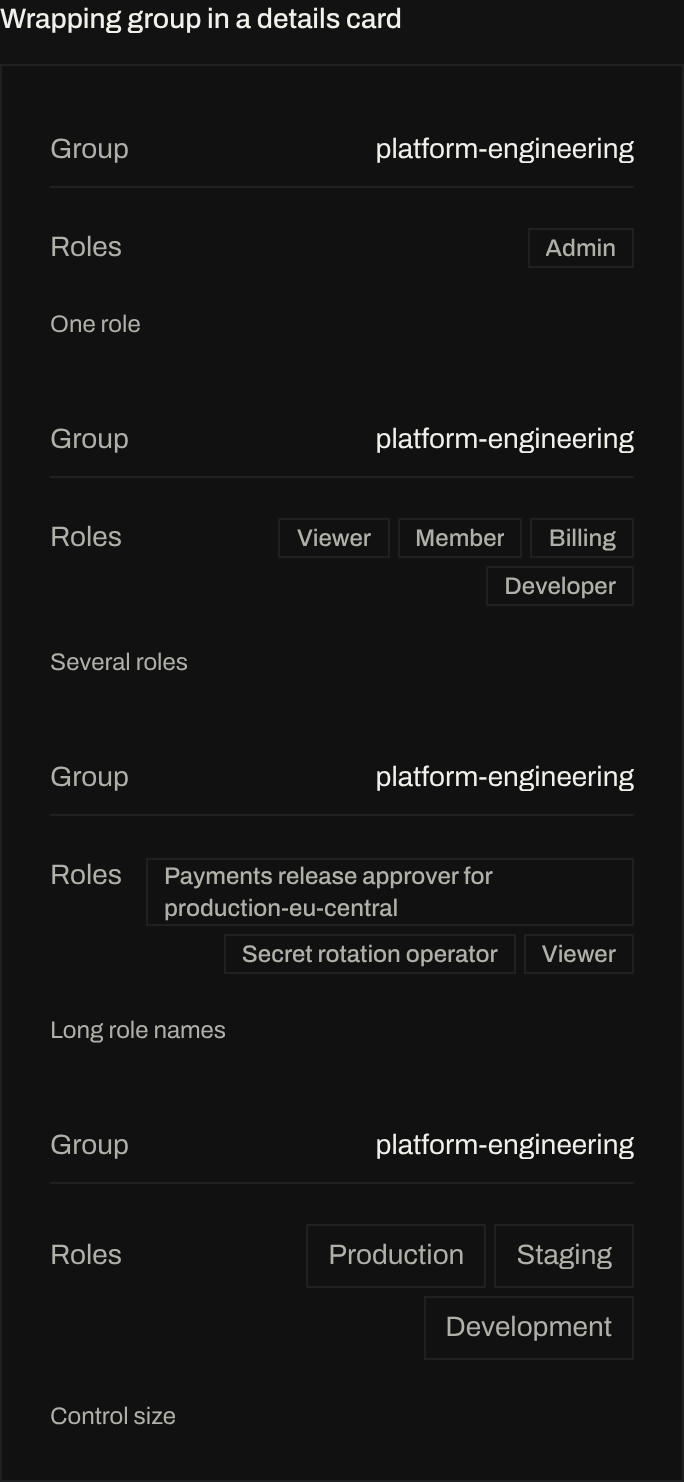 Wrapping group in a details card
Group platform-engineering
Roles Admin
One role
Group platform-engineering
Roles Viewer Member Billing
Developer
Several roles
Group platform-engineering
Roles Payments release approver for
production-eu-central
Secret rotation operator Viewer
Long role names
Group platform-engineering
Roles Production Staging
Development
Control size